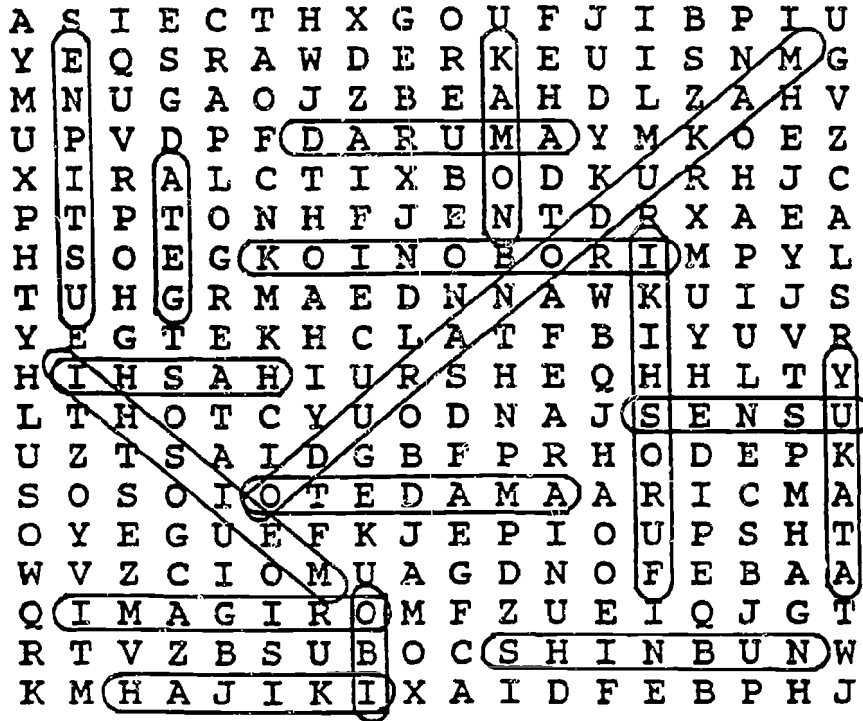 A S I E C T H X G O U F J I B P I U
Y E Q S R A W D E R K E U I S N M G
M N U G A O J Z B E A H D L Z A H V
U P V D P F D A R U M A Y M K O E Z
X I R A L C T I X B O D K U R H J C
P T P T O N H F J E N T D R X A E A
H S O E G K O I N O B O R I M P Y L
T U H G R M A E D N N A W K U I J S
Y E G T E K H C L A T F B I Y U V R
H I H S A H I U R S H E Q H H L T Y
L T H O T C Y U O D N A J S E N S U
U Z T S A I D G B F P R H O D E P K
S O S O I O T E D A M A A R I C M A
O Y E G U E F K J E P I O U P S H T
W V Z C I O M U A G D N O F E B A A
Q I M A G I R O M F Z U E I Q J G T
R T V Z B S U B O C S H I N B U N W
K M H A J I K I X A I D F E B P H J